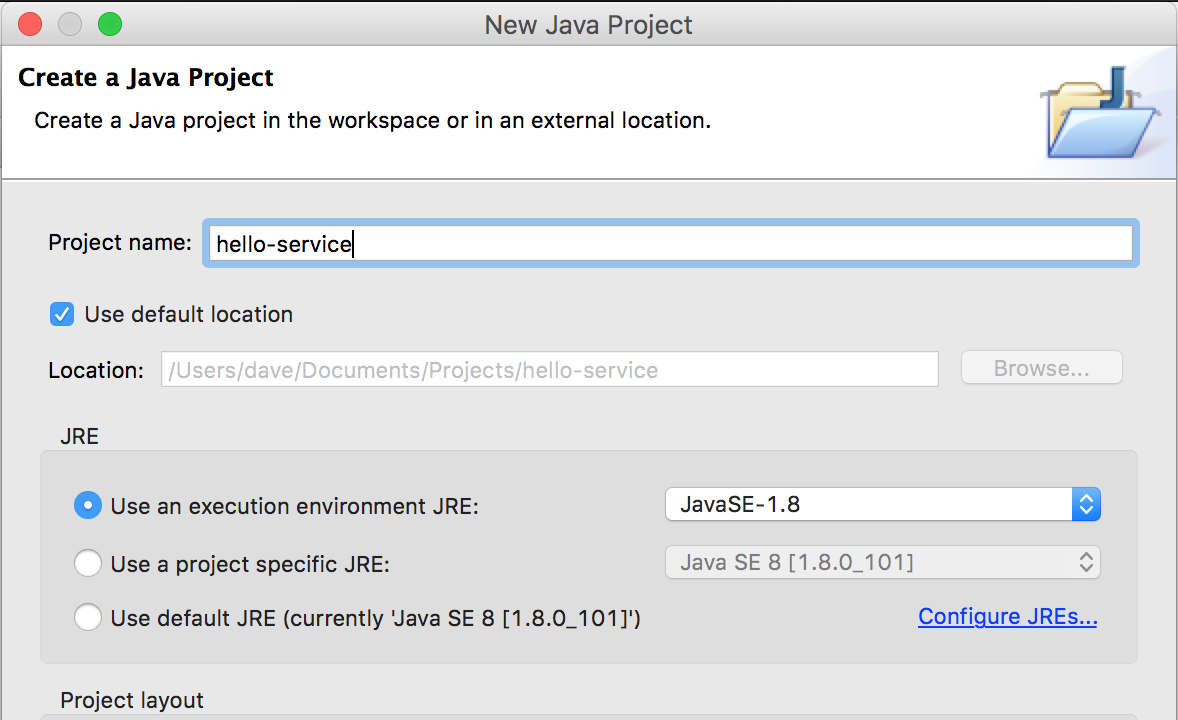 New Java Project
Create a Java Project
Create a Java project in the workspace or in an external location.
Project name: hello-service
Use default location
Location: /Users/dave/Documents/Projects/hello-service Browse...
JRE
Use an execution environment JRE: JavaSE-1.8
Use a project specific JRE: Java SE 8 [1.8.0_101]
Use default JRE (currently 'Java SE 8 [1.8.0_101]') Configure JREs...
Project layout